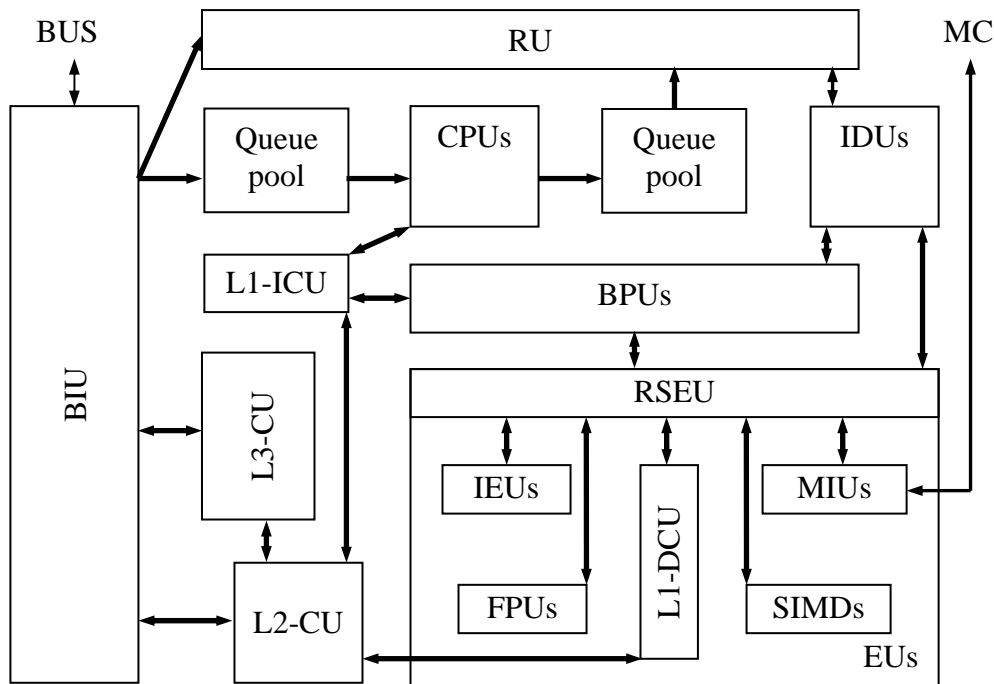 BUS
RU
MC
Queue
pool
CPUs
Queue
pool
IDUs
L1-ICU
BPUs
BIU
L3-CU
RSEU
IEUs
L1-DCU
MIUs
FPUs
SIMDs
L2-CU
EUs